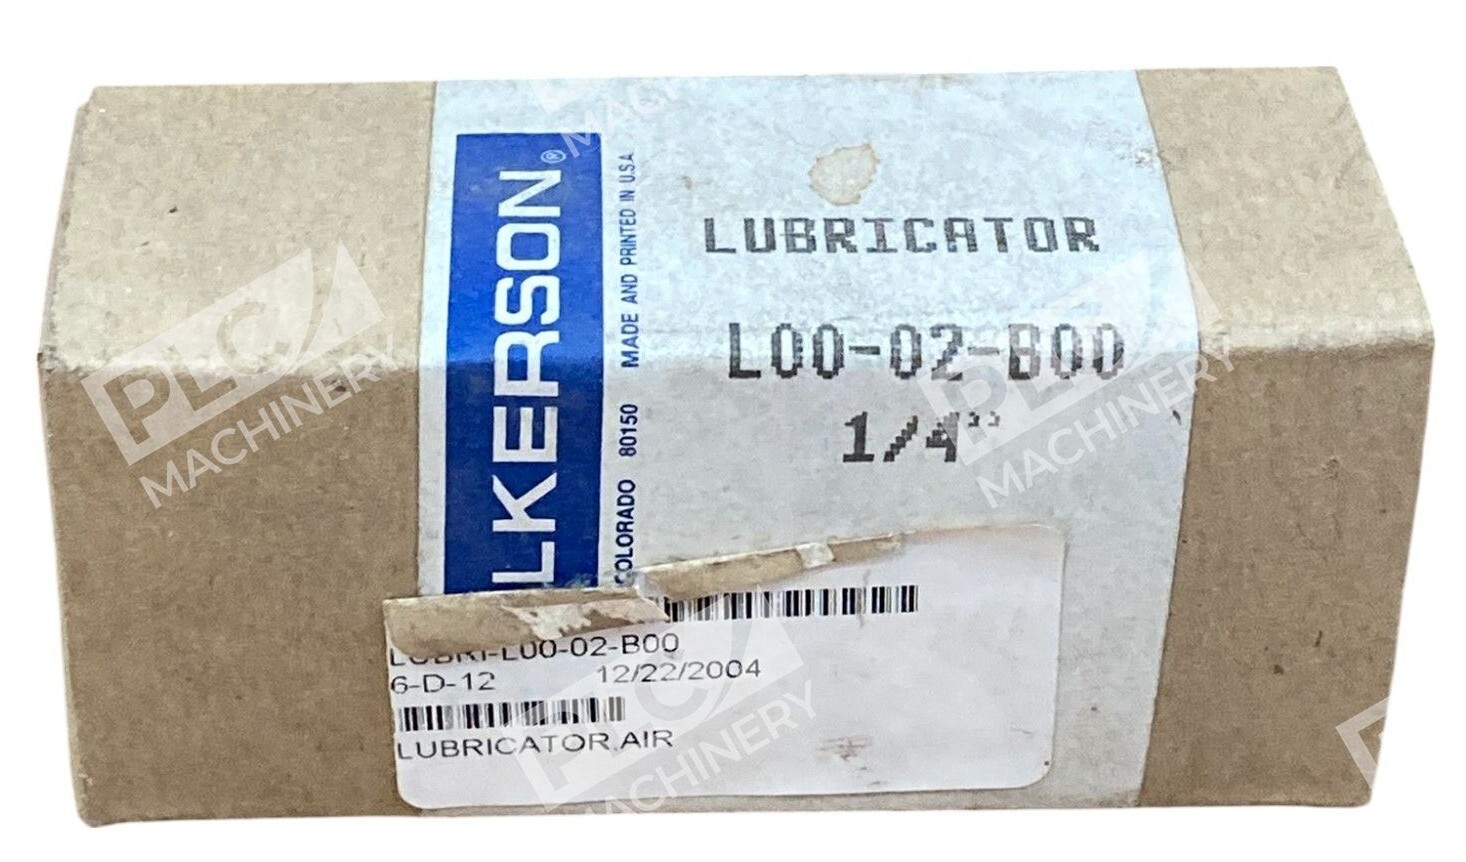 LKERSON®
COLORADO 80150 MADE AND PRINTED IN U.S.A.
LUBRICATOR
L00-02-B00
1/4"
LUBRI-L00-02-B00
6-D-12 12/22/2004
LUBRICATOR,AIR
PLC
MACHINERY
PLC
MACHINERY
PLC
MACHINERY
MACHINERY